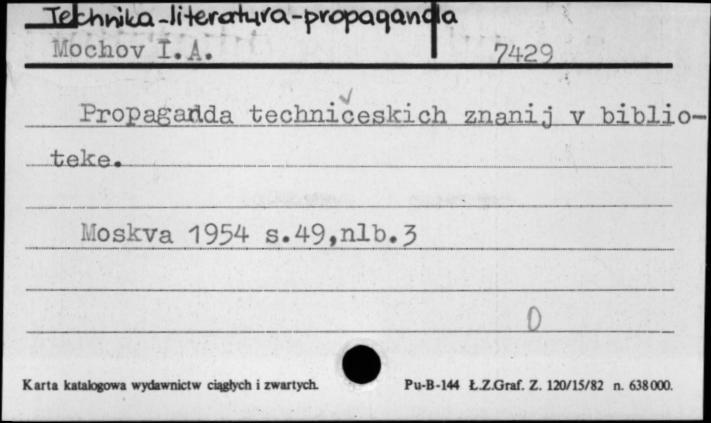 Technika-literatura-propaganda
Mochov I.A. 7429
Propaganda techničeskich znanij v biblio-
teke.
Moskva 1954 s.49,nlb.3
0
Karta katalogowa wydawnictw ciągłych i zwartych. Pu-B-144 Ł.Z.Graf. Z. 120/15/82 n. 638000.